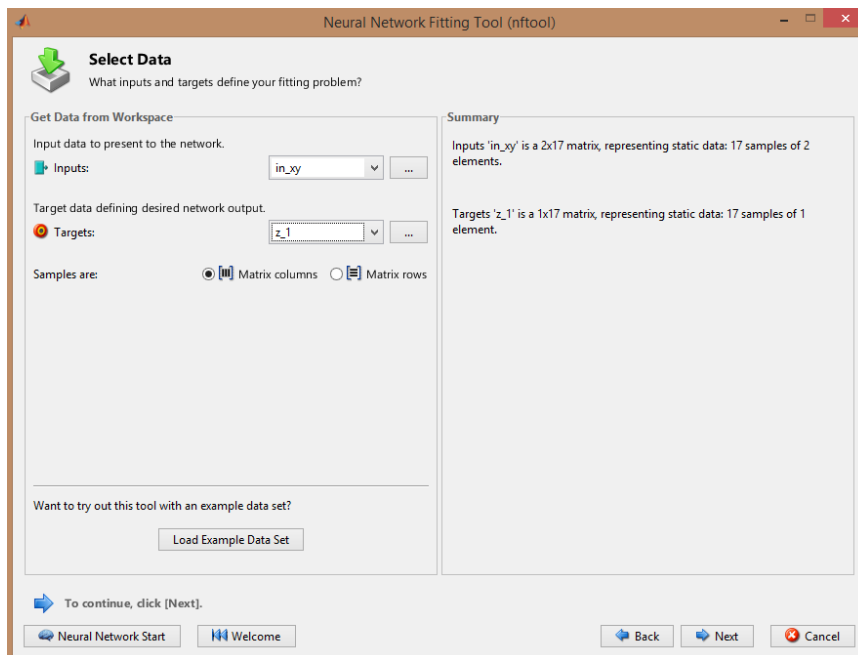 Neural Network Fitting Tool (nftool)
Select Data
What inputs and targets define your fitting problem?
Get Data from Workspace
Input data to present to the network.
Inputs: in_xy ...
Target data defining desired network output.
Targets: z_1 ...
Samples are: Matrix columns Matrix rows
Want to try out this tool with an example data set?
Load Example Data Set
Summary
Inputs 'in_xy' is a 2x17 matrix, representing static data: 17 samples of 2
elements.
Targets 'z_1' is a 1x17 matrix, representing static data: 17 samples of 1
element.
To continue, click [Next].
Neural Network Start Welcome Back Next Cancel